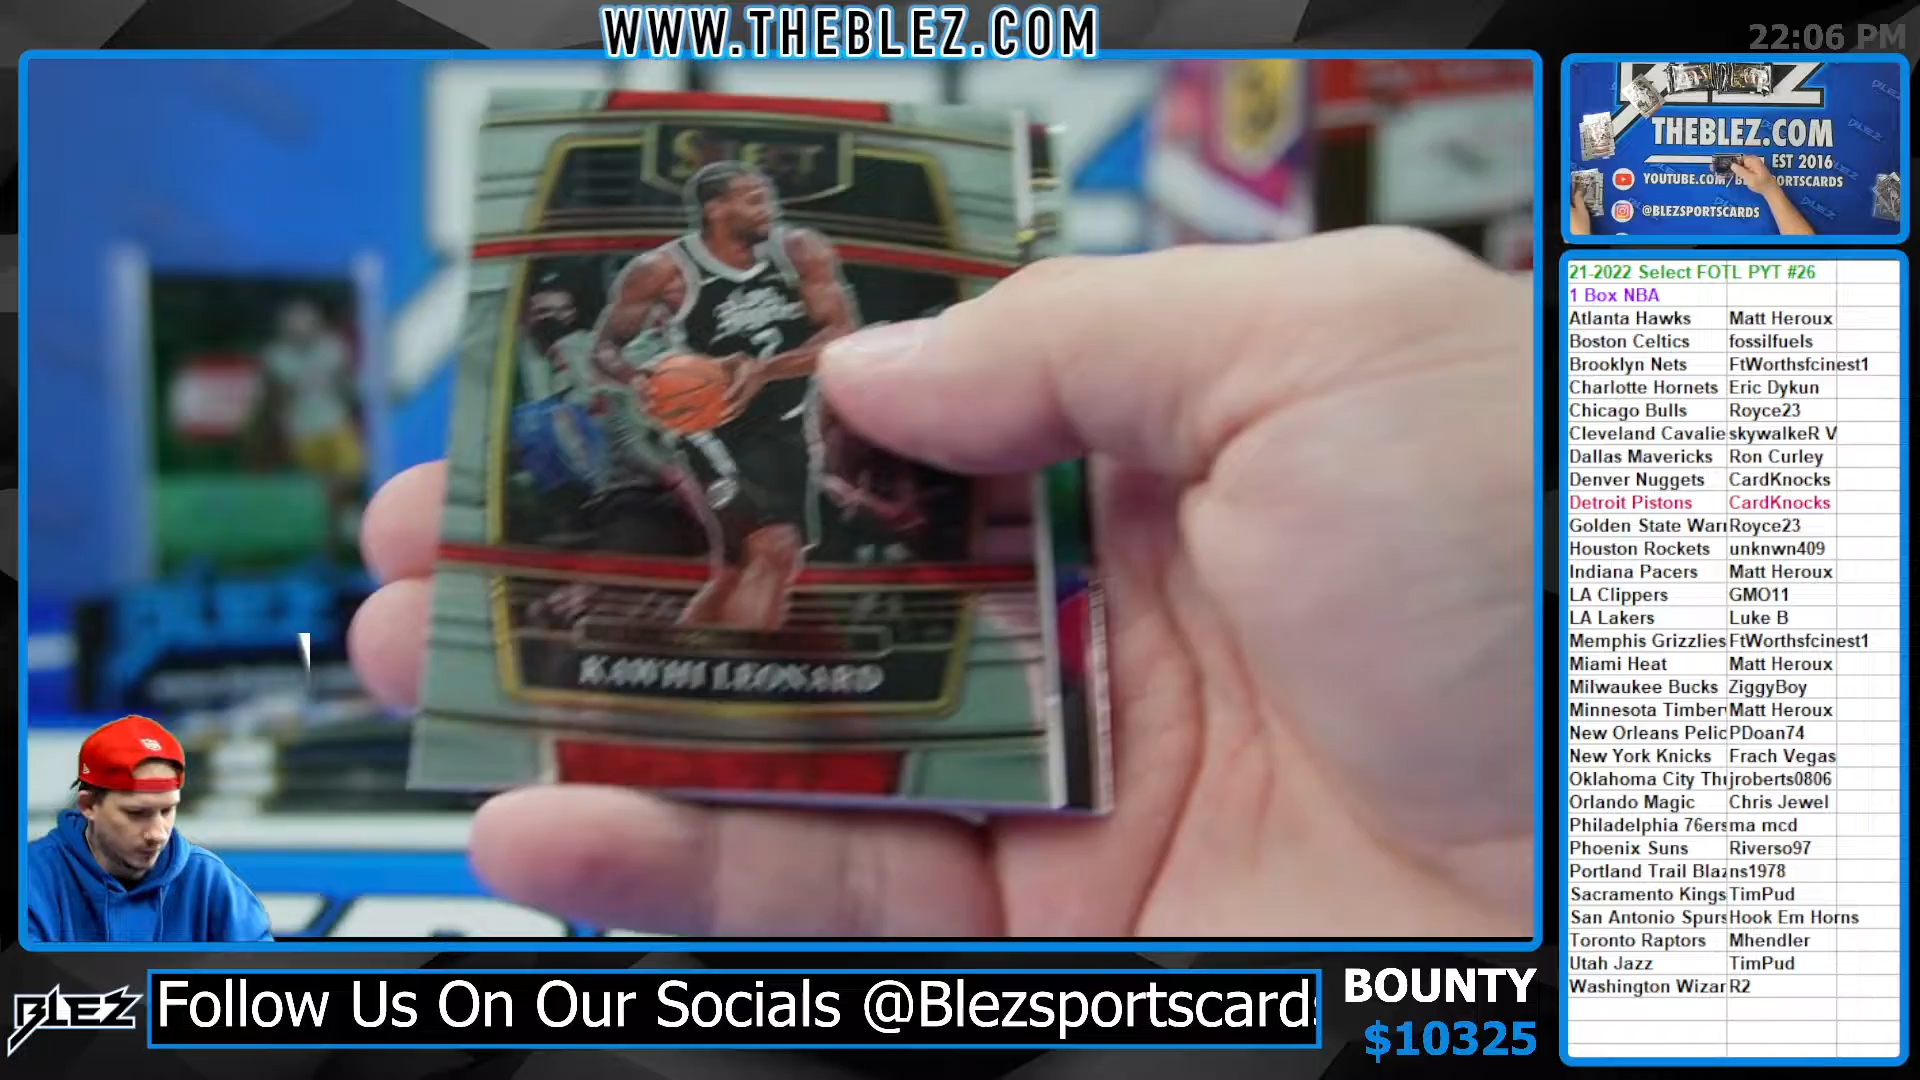 WWW.THEBLEZ.COM
22:06 PM
SELECT
2
KAWHI LEONARD
THEBLEZ.COM
EST 2016
@BLEZSPORTSCARDS
21-2022 Select FOTL PYT #26
1 Box NBA
Atlanta Hawks Matt Heroux
Boston Celtics fossilfuels
Brooklyn Nets FtWorthsfcinest1
Charlotte Hornets Eric Dykun
Chicago Bulls Royce23
Cleveland Cavalie skywalkeR V
Dallas Mavericks Ron Curley
Denver Nuggets CardKnocks
Detroit Pistons CardKnocks
Golden State Warr Royce23
Houston Rockets unknwn409
Indiana Pacers Matt Heroux
LA Clippers GMO11
LA Lakers Luke B
Memphis Grizzlies FtWorthsfcinest1
Miami Heat Matt Heroux
Milwaukee Bucks ZiggyBoy
Minnesota Timber Matt Heroux
New Orleans Pelic PDoan74
New York Knicks Frach Vegas
Oklahoma City Thu jroberts0806
Orlando Magic Chris Jewel
Philadelphia 76ers ma mcd
Phoenix Suns Riverso97
Portland Trail Blaz ns1978
Sacramento Kings TimPud
San Antonio Spurs Hook Em Horns
Toronto Raptors Mhendler
Utah Jazz TimPud
Washington Wizar R2
BLEZ
Follow Us On Our Socials @Blezsportscards
BOUNTY
$10325